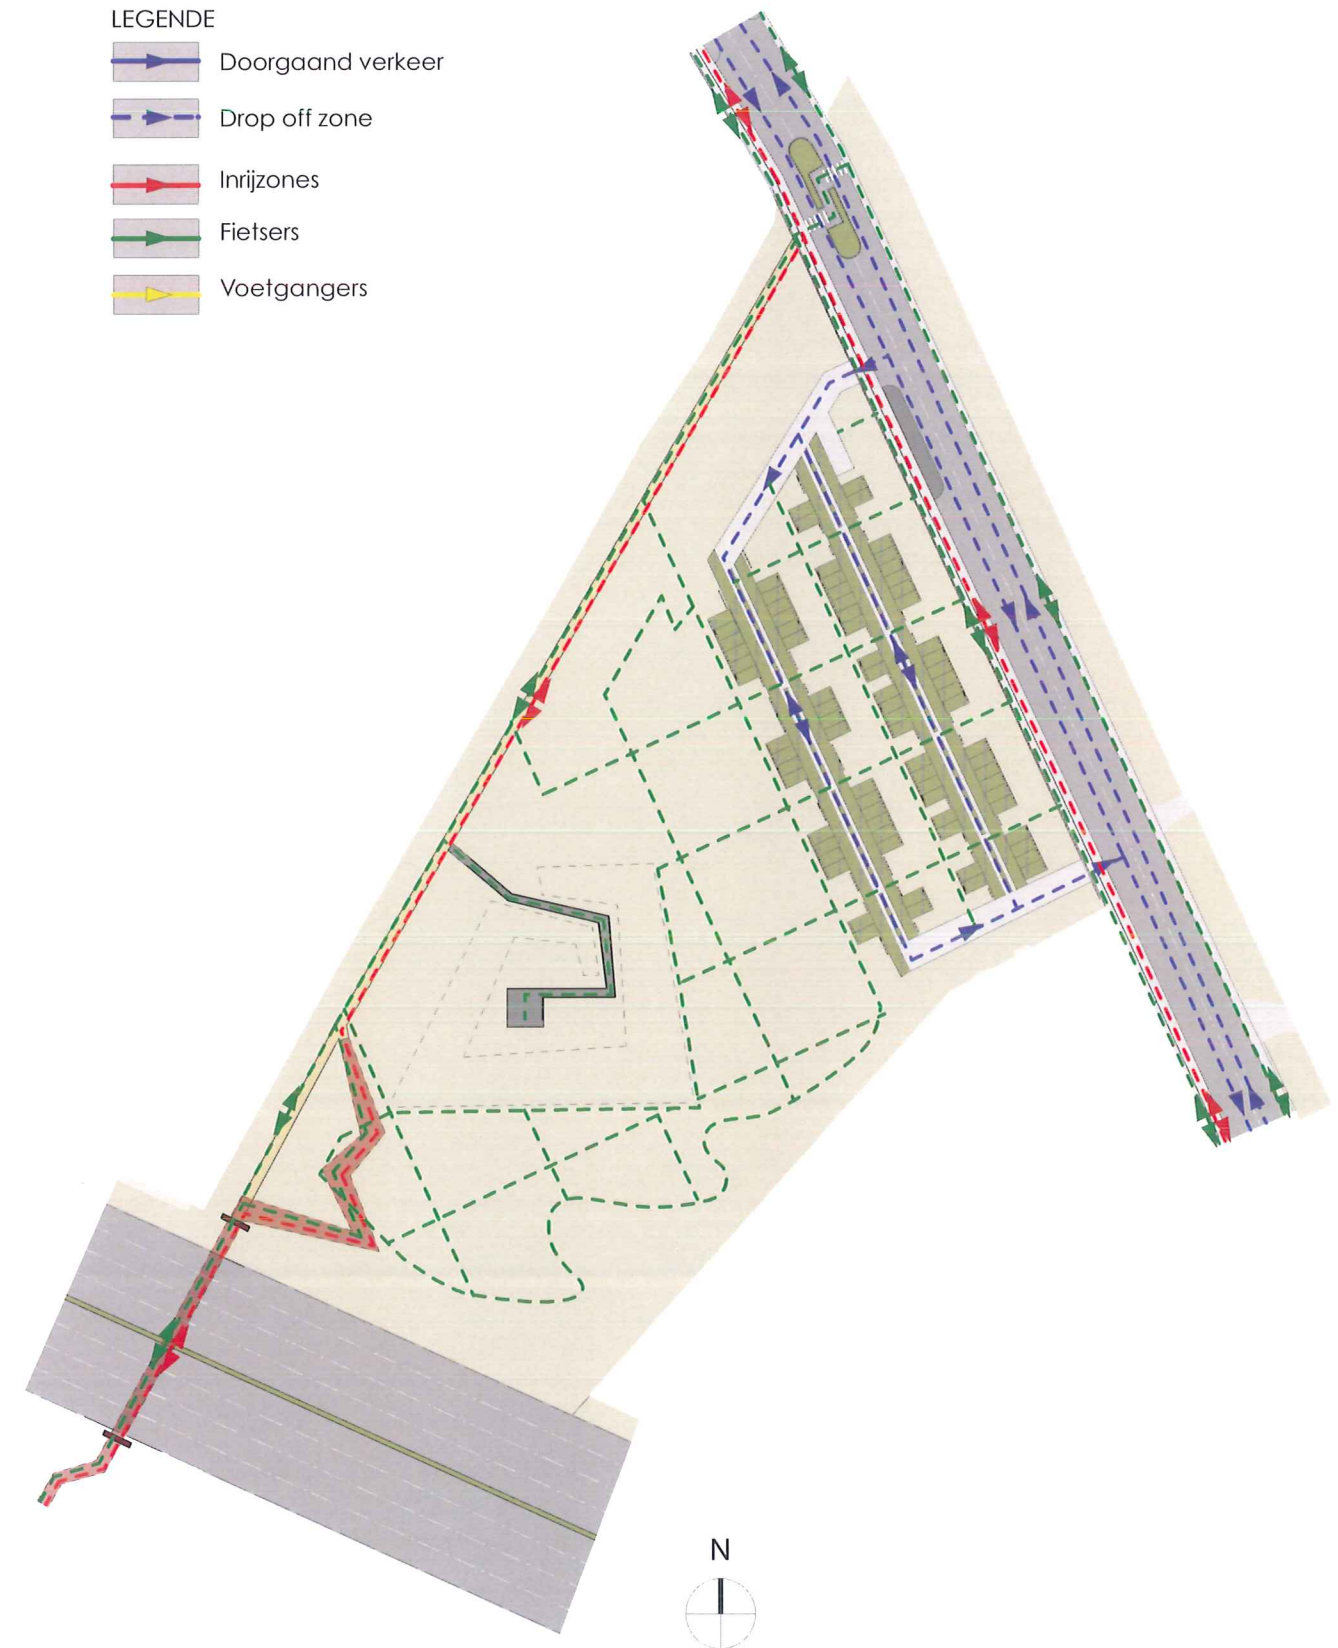 LEGENDE
Doorgaand verkeer
Drop off zone
Inrijzones
Fietsers
Voetgangers
N